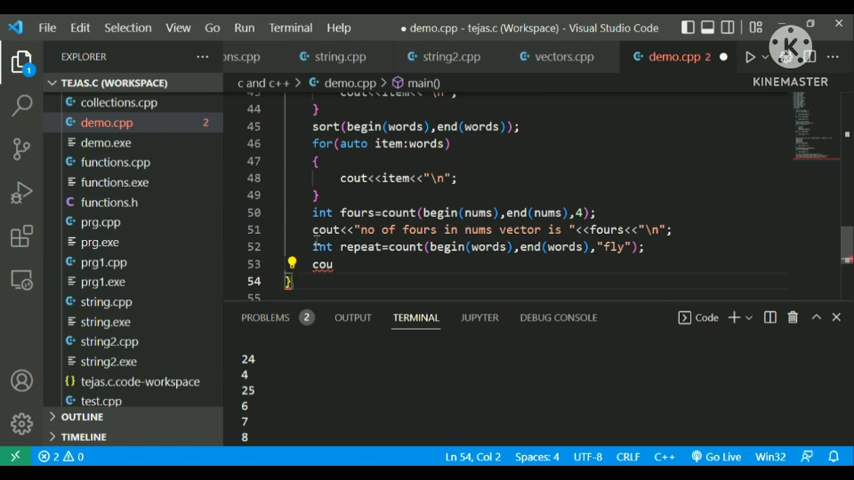 File Edit Selection View Go Run Terminal Help ● demo.cpp - tejas.c (Workspace) - Visual Studio Code
EXPLORER ons.cpp string.cpp string2.cpp vectors.cpp demo.cpp 2
KINEMASTER
TEJAS.C (WORKSPACE) c and c++ > demo.cpp > main()
collections.cpp
demo.cpp 2
demo.exe
functions.cpp
functions.exe
functions.h
prg.cpp
prg.exe
prg1.cpp
prg1.exe
string.cpp
string.exe
string2.cpp
string2.exe
tejas.code-workspace
test.cpp
OUTLINE
TIMELINE
43 cout<<item<<"\n";
44 }
45 sort(begin(words),end(words));
46 for(auto item:words)
47 {
48 cout<<item<<"\n";
49 }
50 int fours=count(begin(nums),end(nums),4);
51 cout<<"no of fours in nums vector is "<<fours<<"\n";
52 int repeat=count(begin(words),end(words),"fly");
53 cou
54 }
55
PROBLEMS 2 OUTPUT TERMINAL JUPYTER DEBUG CONSOLE Code
24
4
25
6
7
8
2 0 Ln 54, Col 2 Spaces: 4 UTF-8 CRLF C++ Go Live Win32